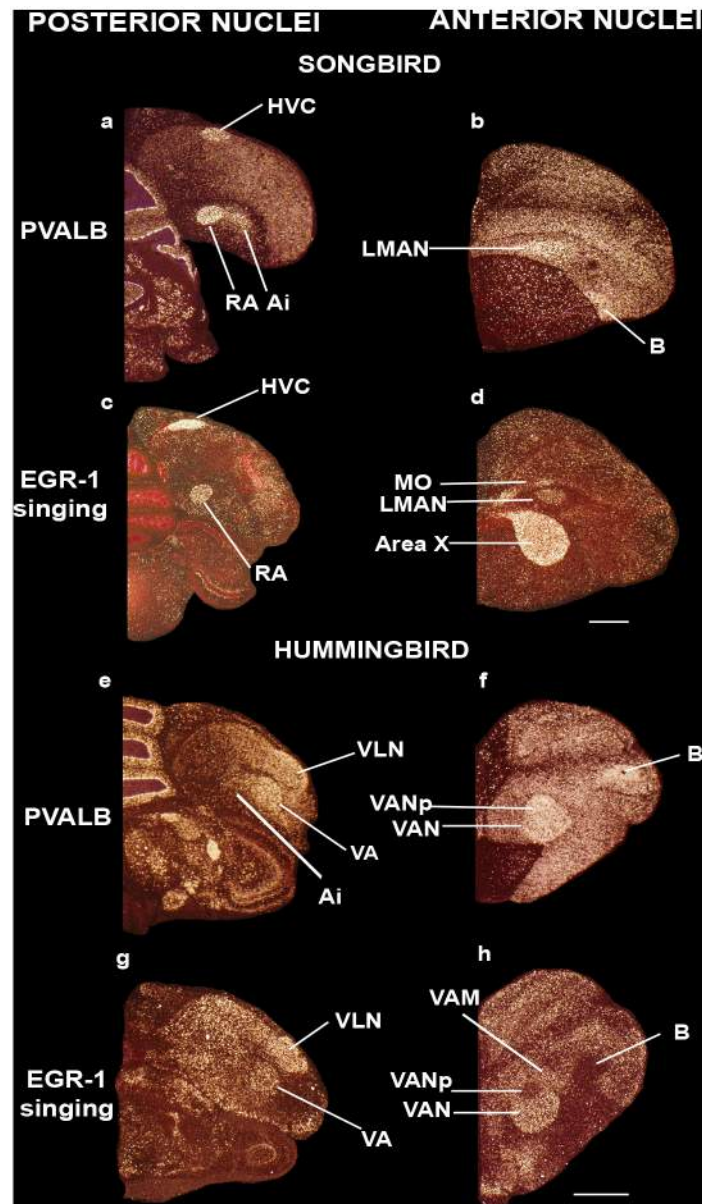 POSTERIOR NUCLEI
ANTERIOR NUCLEI
SONGBIRD
a
HVC
PVALB
RA Ai
b
LMAN
B
c
HVC
EGR-1
singing
RA
d
MO
LMAN
Area X
HUMMINGBIRD
e
VLN
PVALB
VA
Ai
f
B
VANp
VAN
g
VLN
EGR-1
singing
VA
h
VAM
B
VANp
VAN